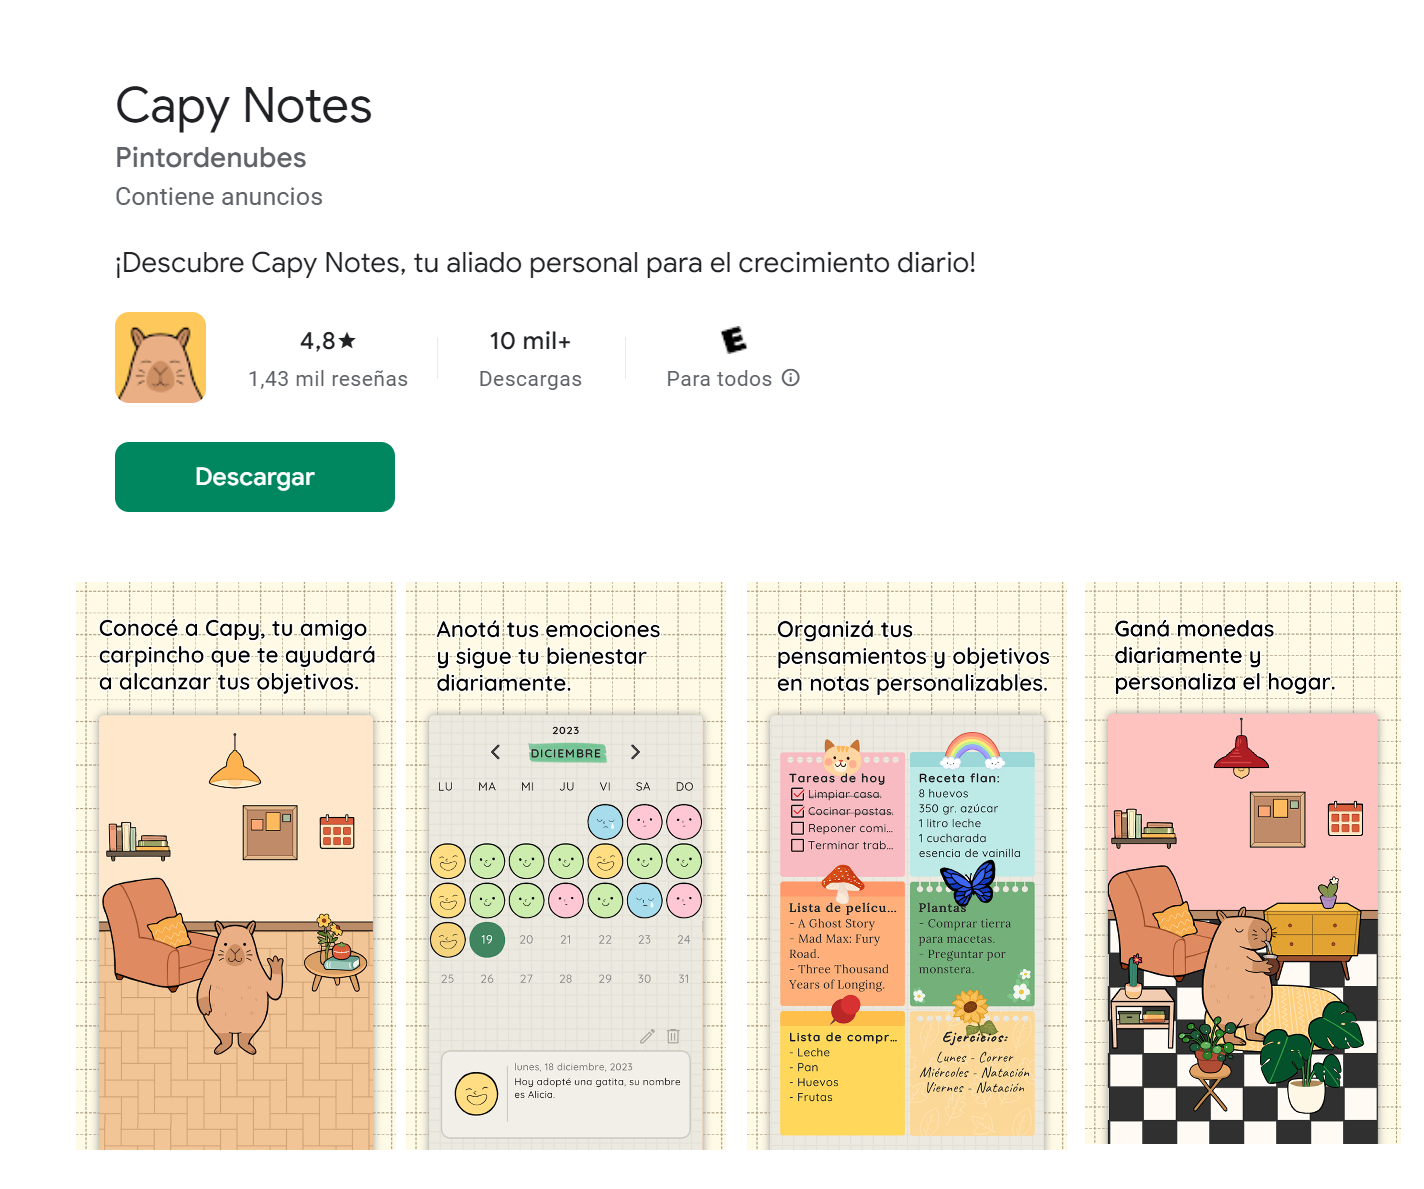 Capy Notes
Pintordenubes
Contiene anuncios
¡Descubre Capy Notes, tu aliado personal para el crecimiento diario!
4,8★
1,43 mil reseñas
10 mil+
Descargas
E
Para todos
Descargar
Conocé a Capy, tu amigo
carpincho que te ayudará
a alcanzar tus objetivos.
Anotá tus emociones
y sigue tu bienestar
diariamente.
2023
DICIEMBRE
LU MA MI JU VI SA DO
19 20 21 22 23 24
25 26 27 28 29 30 31
lunes, 18 diciembre, 2023
Hoy adopté una gatita, su nombre
es Alicia.
Organizá tus
pensamientos y objetivos
en notas personalizables.
Tareas de hoy
Limpiar casa.
Cocinar pastas.
Reponer comi...
Terminar trab...
Receta flan:
8 huevos
350 gr. azúcar
1 litro leche
1 cucharada
esencia de vainilla
Lista de pelícu...
- A Ghost Story
- Mad Max: Fury
Road.
- Three Thousand
Years of Longing.
Plantas
- Comprar tierra
para macetas.
- Preguntar por
monstera.
Lista de compr...
- Leche
- Pan
- Huevos
- Frutas
Ejercicios:
Lunes - Correr
Miércoles - Natación
Viernes - Natación
Ganá monedas
diariamente y
personaliza el hogar.